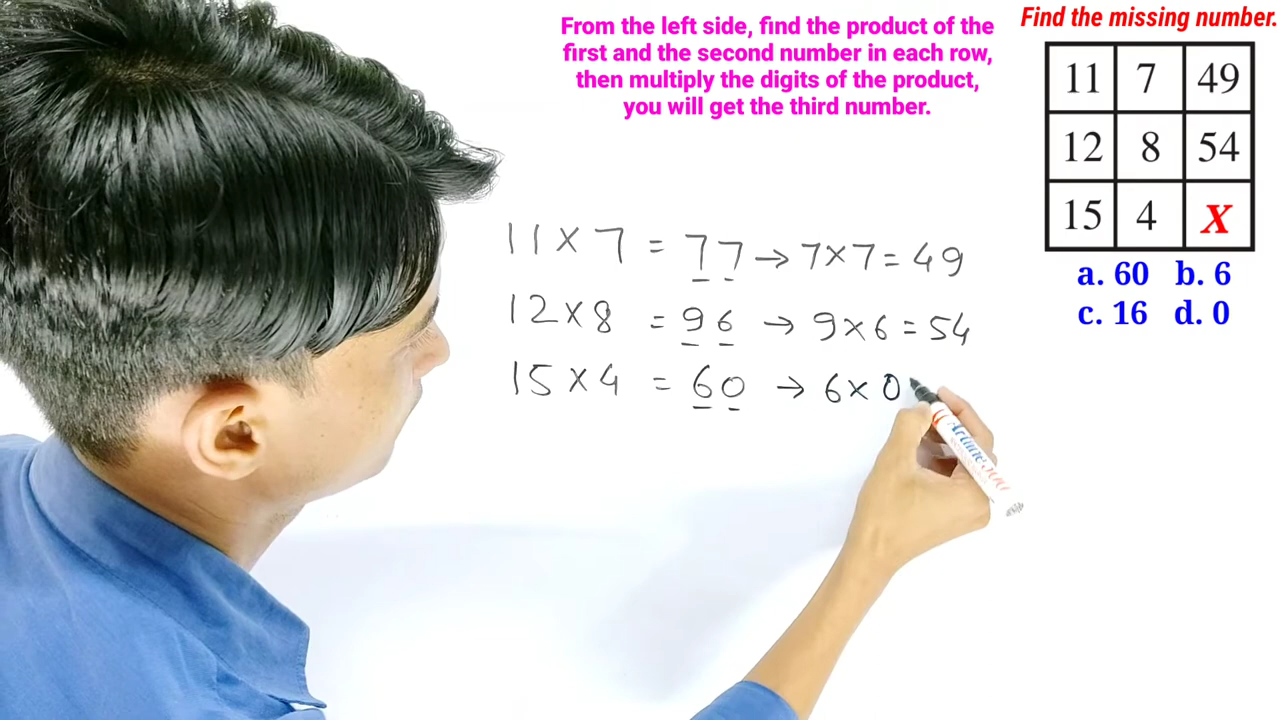 From the left side, find the product of the
first and the second number in each row,
then multiply the digits of the product,
you will get the third number.
Find the missing number.
11 7 49
12 8 54
15 4 X
a. 60 b. 6
c. 16 d. 0
11 × 7 = 77 → 7 × 7 = 49
12 × 8 = 96 → 9 × 6 = 54
15 × 4 = 60 → 6 × 0
Artline